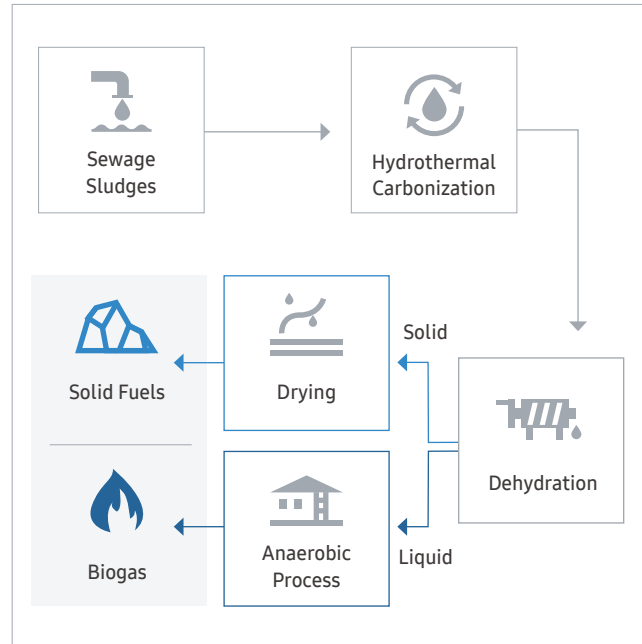 Sewage
Sludges
Hydrothermal
Carbonization
Solid Fuels
Drying
Solid
Dehydration
Biogas
Anaerobic
Process
Liquid